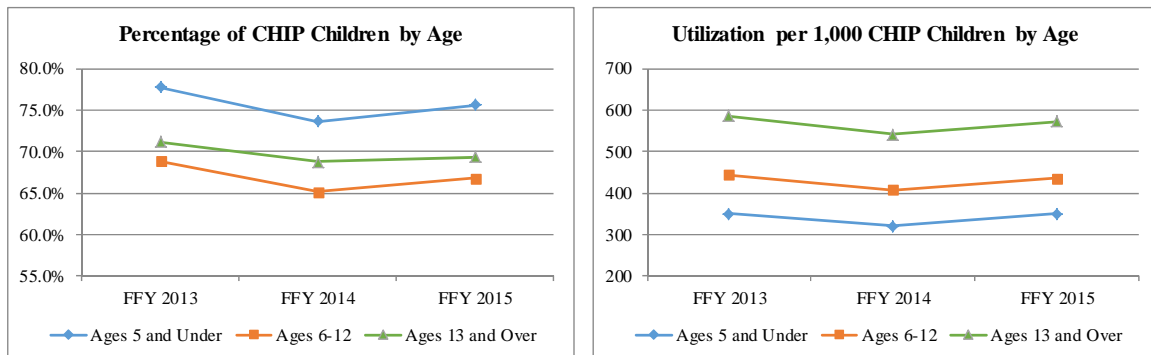 Percentage of CHIP Children by Age
80.0%
75.0%
70.0%
65.0%
60.0%
55.0%
FFY 2013 FFY 2014 FFY 2015
Ages 5 and Under Ages 6-12 Ages 13 and Over
Utilization per 1,000 CHIP Children by Age
700
600
500
400
300
200
FFY 2013 FFY 2014 FFY 2015
Ages 5 and Under Ages 6-12 Ages 13 and Over